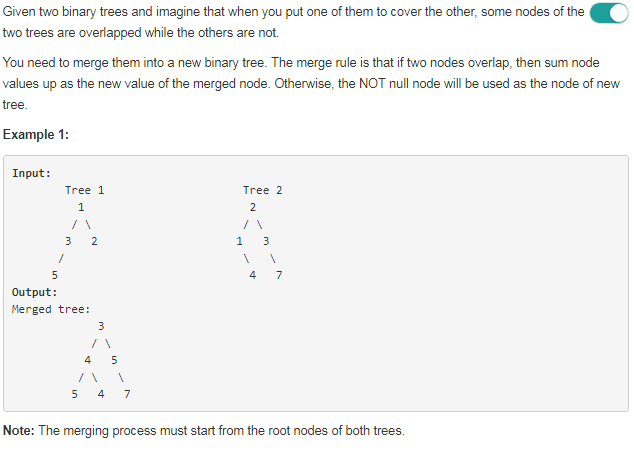 Given two binary trees and imagine that when you put one of them to cover the other, some nodes of the
two trees are overlapped while the others are not.
You need to merge them into a new binary tree. The merge rule is that if two nodes overlap, then sum node
values up as the new value of the merged node. Otherwise, the NOT null node will be used as the node of new
tree.
Example 1:
Input:
Tree 1 Tree 2
1 2
/ \ / \
3 2 1 3
/ \ \
5 4 7
Output:
Merged tree:
3
/ \
4 5
/ \ \
5 4 7
Note: The merging process must start from the root nodes of both trees.